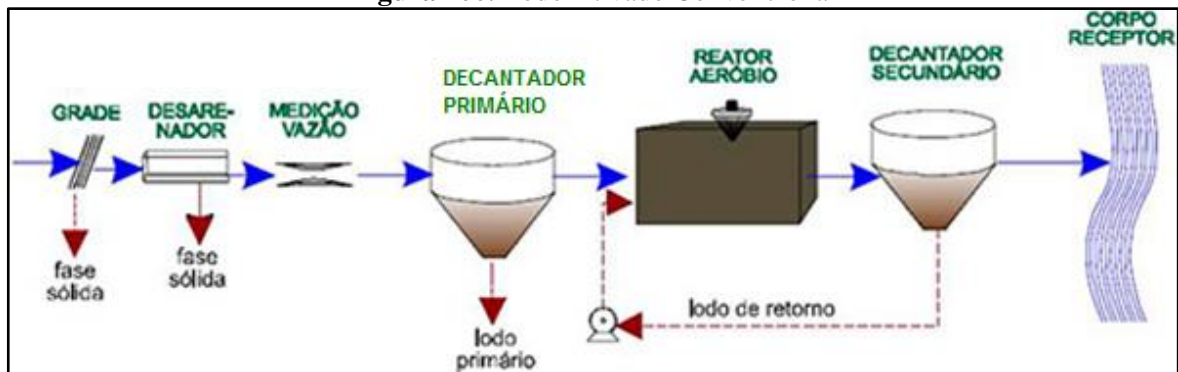 GRADE
DESARE-
NADOR
MEDIÇÃO
VAZÃO
DECANTADOR
PRIMÁRIO
REATOR
AERÓBIO
DECANTADOR
SECUNDÁRIO
CORPO
RECEPTOR
fase
sólida
fase
sólida
lodo
primário
lodo de retorno